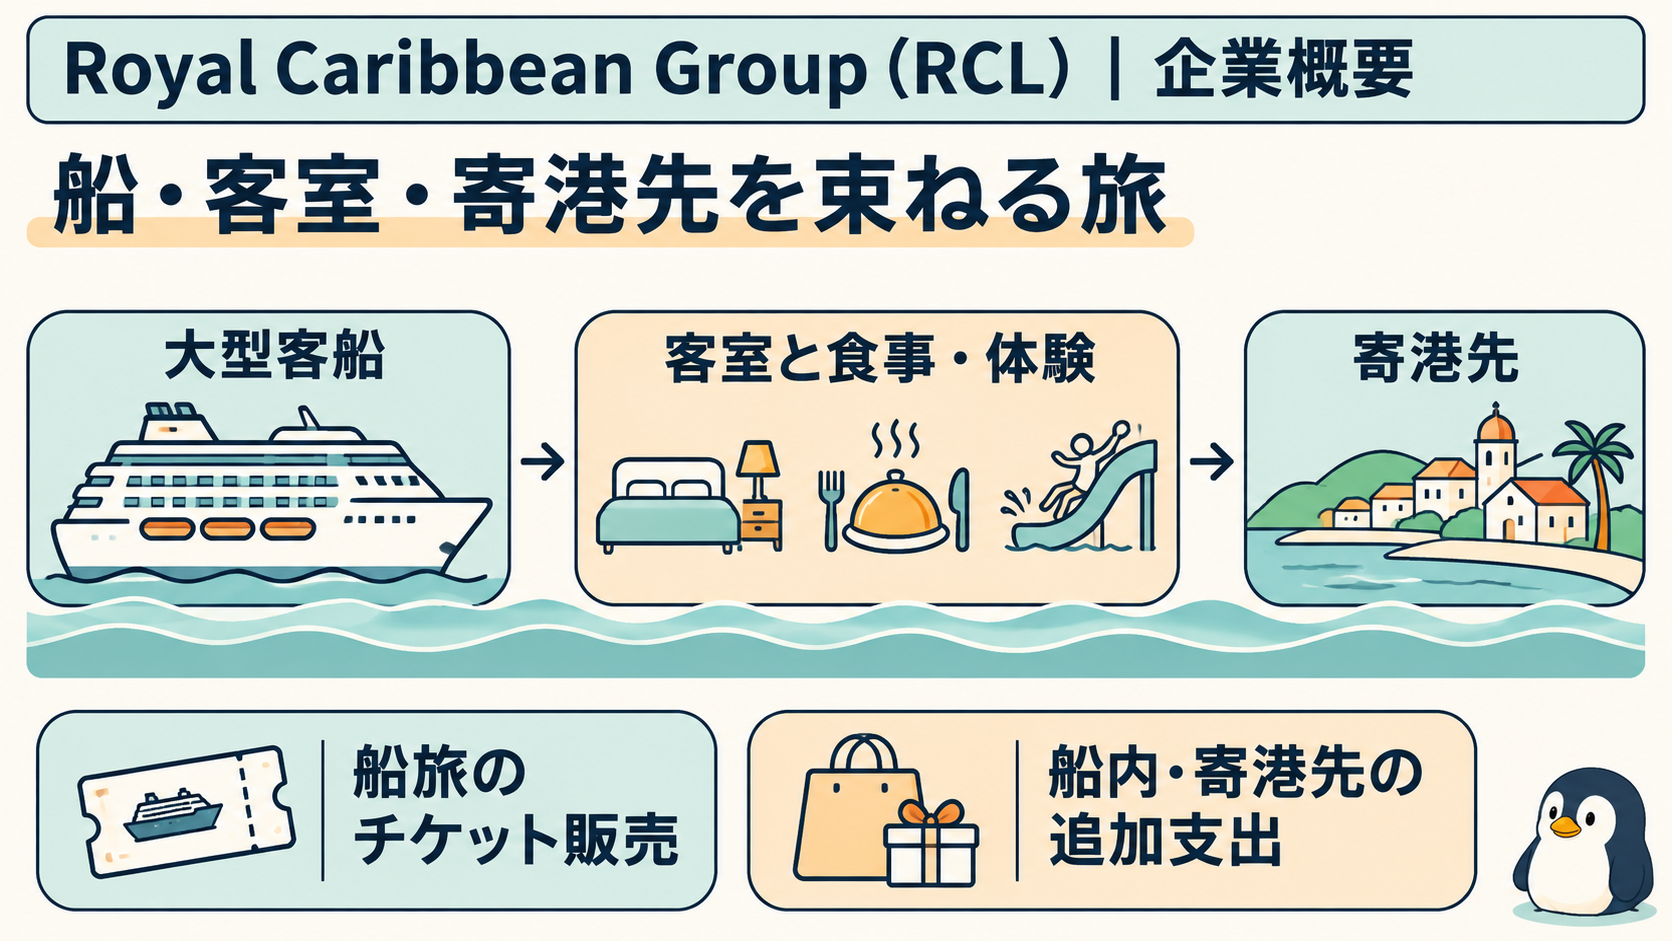 Royal Caribbean Group（RCL）｜企業概要
船・客室・寄港先を束ねる旅
大型客船
客室と食事・体験
寄港先
船旅の
チケット販売
船内・寄港先の
追加支出